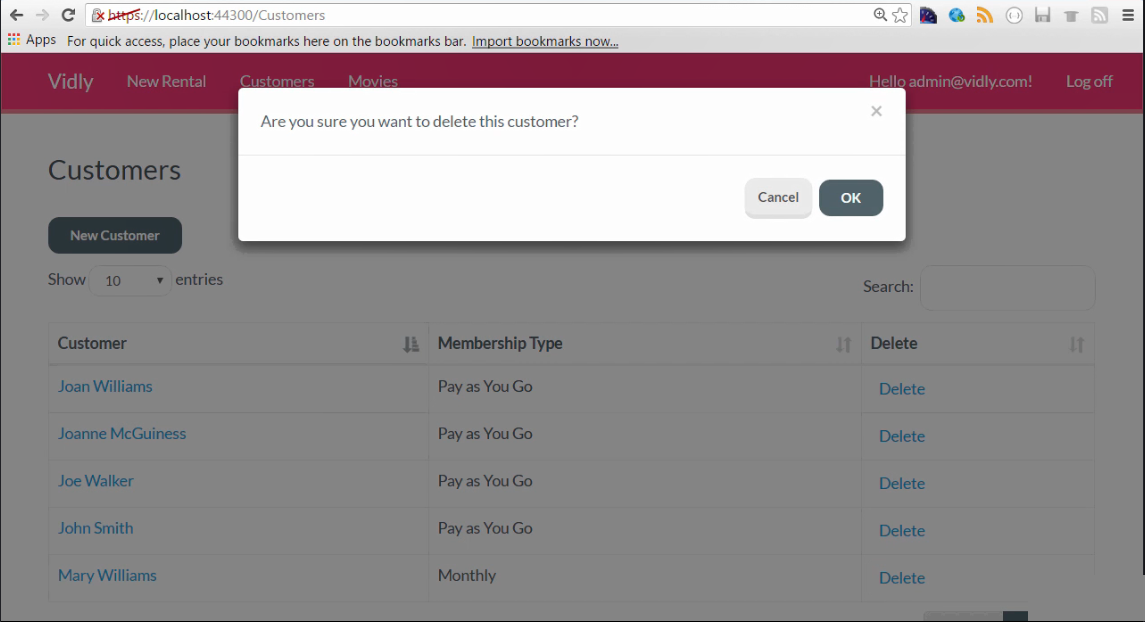 https://localhost:44300/Customers
Apps For quick access, place your bookmarks here on the bookmarks bar. Import bookmarks now...
Vidly New Rental Customers Movies Hello admin@vidly.com! Log off
Are you sure you want to delete this customer? ×
Cancel OK
Customers
New Customer
Show 10 entries Search:
Customer Membership Type Delete
Joan Williams Pay as You Go Delete
Joanne McGuiness Pay as You Go Delete
Joe Walker Pay as You Go Delete
John Smith Pay as You Go Delete
Mary Williams Monthly Delete